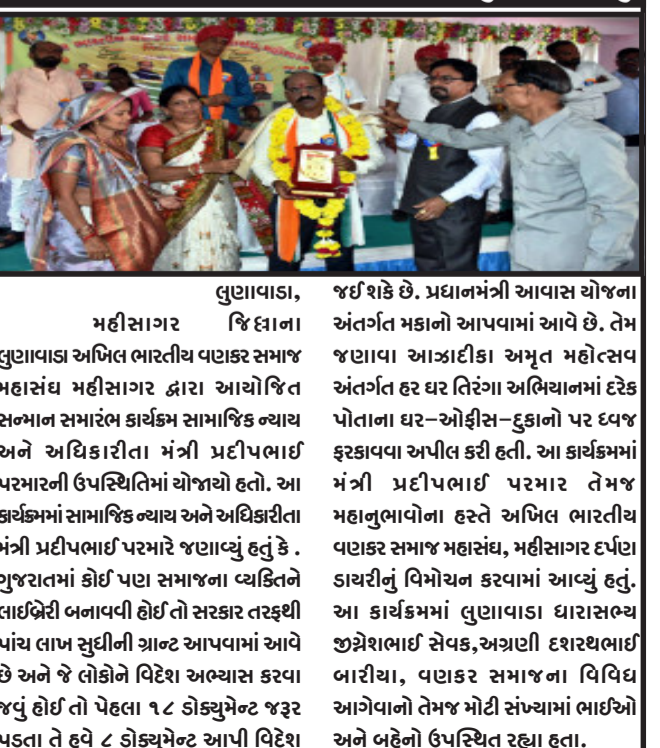 લુણાવાડા,
મહીસાગર જિલ્લાના
લુણાવાડા અખિલ ભારતીય વણકર સમાજ
મહાસંઘ મહીસાગર દ્વારા આયોજિત
સન્માન સમારંભ કાર્યક્રમ સામાજિક ન્યાય
અને અધિકારીતા મંત્રી પ્રદીપભાઈ
પરમારની ઉપસ્થિતિમાં યોજાયો હતો. આ
કાર્યક્રમમાં સામાજિક ન્યાય અને અધિકારીતા
મંત્રી પ્રદીપભાઈ પરમારે જણાવ્યું હતું કે .
ગુજરાતમાં કોઈ પણ સમાજના વ્યક્તિને
લાઈબ્રેરી બનાવવી હોઈ તો સરકાર તરફથી
પાંચ લાખ સુધીની ગ્રાન્ટ આપવામાં આવે
છે અને જે લોકોને વિદેશ અભ્યાસ કરવા
જવું હોઈ તો પેહલા ૧૮ ડોક્યુમેન્ટ જરૂર
પડતા તે હવે ૮ ડોક્યુમેન્ટ આપી વિદેશ
જઈ શકે છે. પ્રધાનમંત્રી આવાસ યોજના
અંતર્ગત મકાનો આપવામાં આવે છે. તેમ
જણાવા આઝાદીકા અમૃત મહોત્સવ
અંતર્ગત હર ઘર તિરંગા અભિયાનમાં દરેક
પોતાના ઘર–ઓફીસ–દુકાનો પર ધ્વજ
ફરકાવવા અપીલ કરી હતી. આ કાર્યક્રમમાં
મંત્રી પ્રદીપભાઈ પરમાર તેમજ
મહાનુભાવોના હસ્તે અખિલ ભારતીય
વણકર સમાજ મહાસંઘ, મહીસાગર દર્પણ
ડાયરીનું વિમોચન કરવામાં આવ્યું હતું.
આ કાર્યક્રમમાં લુણાવાડા ધારાસભ્ય
જીગ્નેશભાઈ સેવક,અગ્રણી દશરથભાઈ
બારીયા, વણકર સમાજના વિવિધ
આગેવાનો તેમજ મોટી સંખ્યામાં ભાઈઓ
અને બહેનો ઉપસ્થિત રહ્યા હતા.